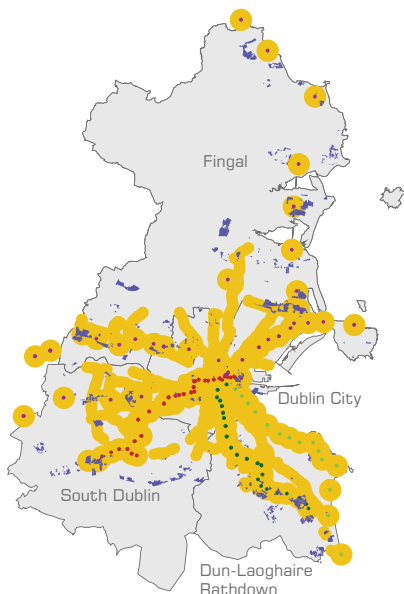 Fingal
Dublin City
South Dublin
Dun-Laoghaire
Rathdown